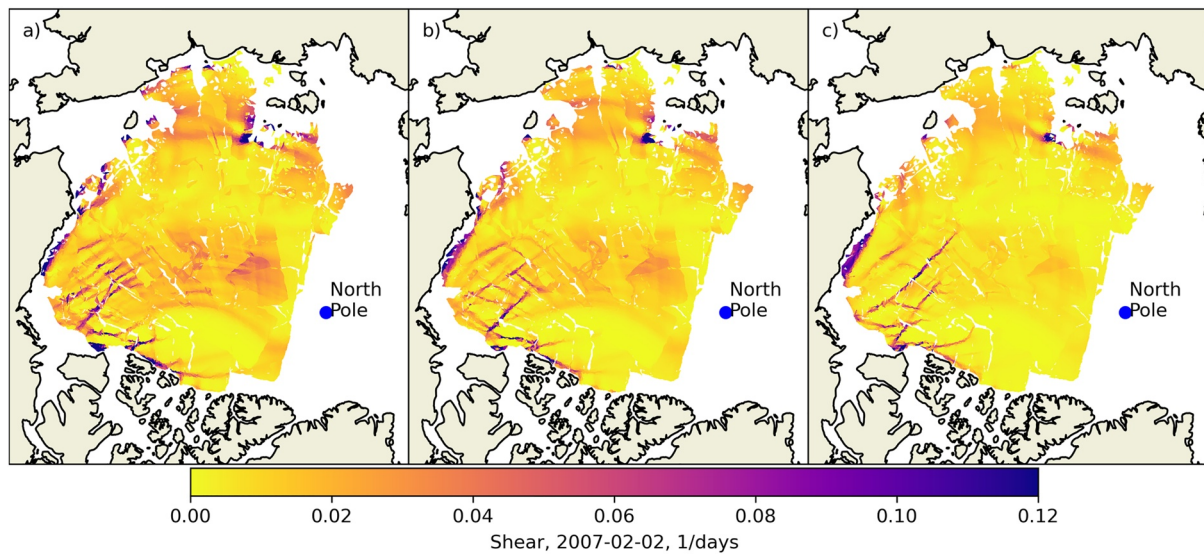 a)
b)
c)
North
Pole
North
Pole
North
Pole
0.00
0.02
0.04
0.06
0.08
0.10
0.12
Shear, 2007-02-02, 1/days